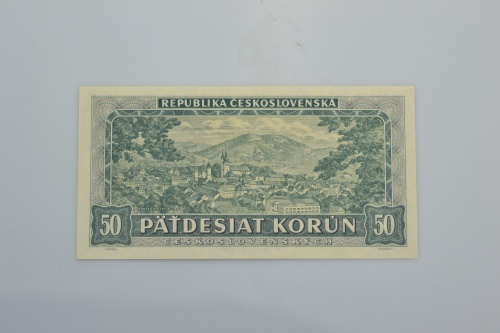 REPUBLIKA ČESKOSLOVENSKÁ
50 PÄŤDESIAT KORÚN 50
ČESKOSLOVENSKÝCH